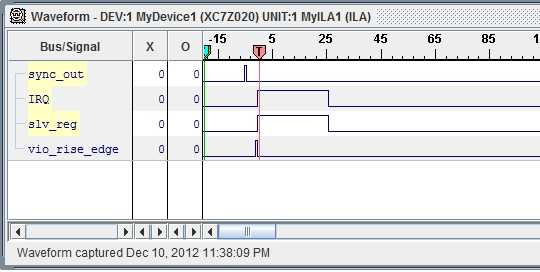 Waveform - DEV:1 MyDevice1 (XC7Z020) UNIT:1 MyILA1 (ILA)
Bus/Signal X O -15 5 25 45 65 85 10
T
sync_out 0 0
IRQ 0 0
slv_reg 0 0
vio_rise_edge 0 0
Waveform captured Dec 10, 2012 11:38:09 PM